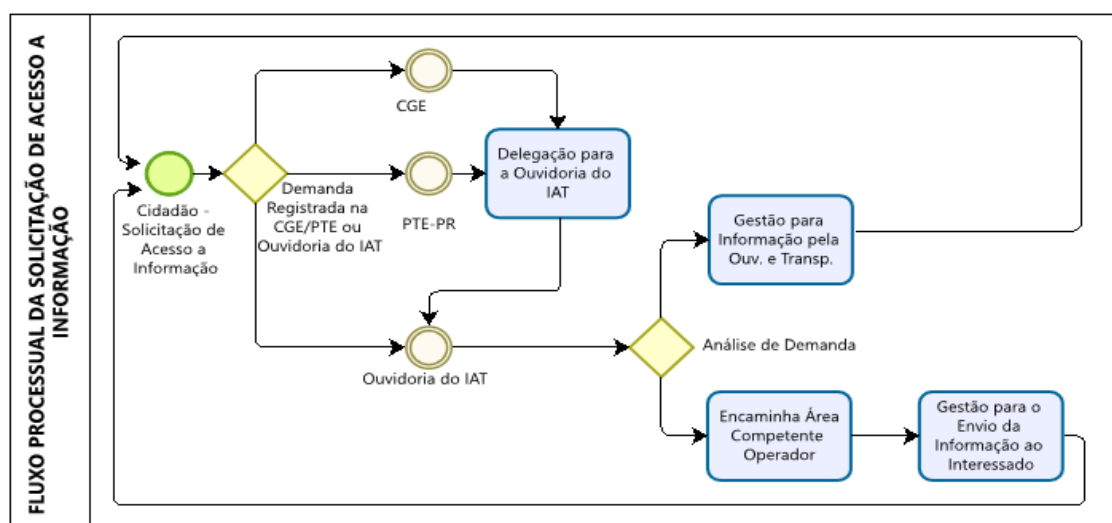 FLUXO PROCESSUAL DA SOLICITAÇÃO DE ACESSO A
INFORMAÇÃO
Cidadão -
Solicitação de
Acesso a
Informação
Demanda
Registrada na
CGE/PTE ou
Ouvidoria do IAT
CGE
PTE-PR
Delegação para
a Ouvidoria do
IAT
Ouvidoria do IAT
Análise de Demanda
Gestão para
Informação pela
Ouv. e Transp.
Encaminha Área
Competente
Operador
Gestão para o
Envio da
Informação ao
Interessado